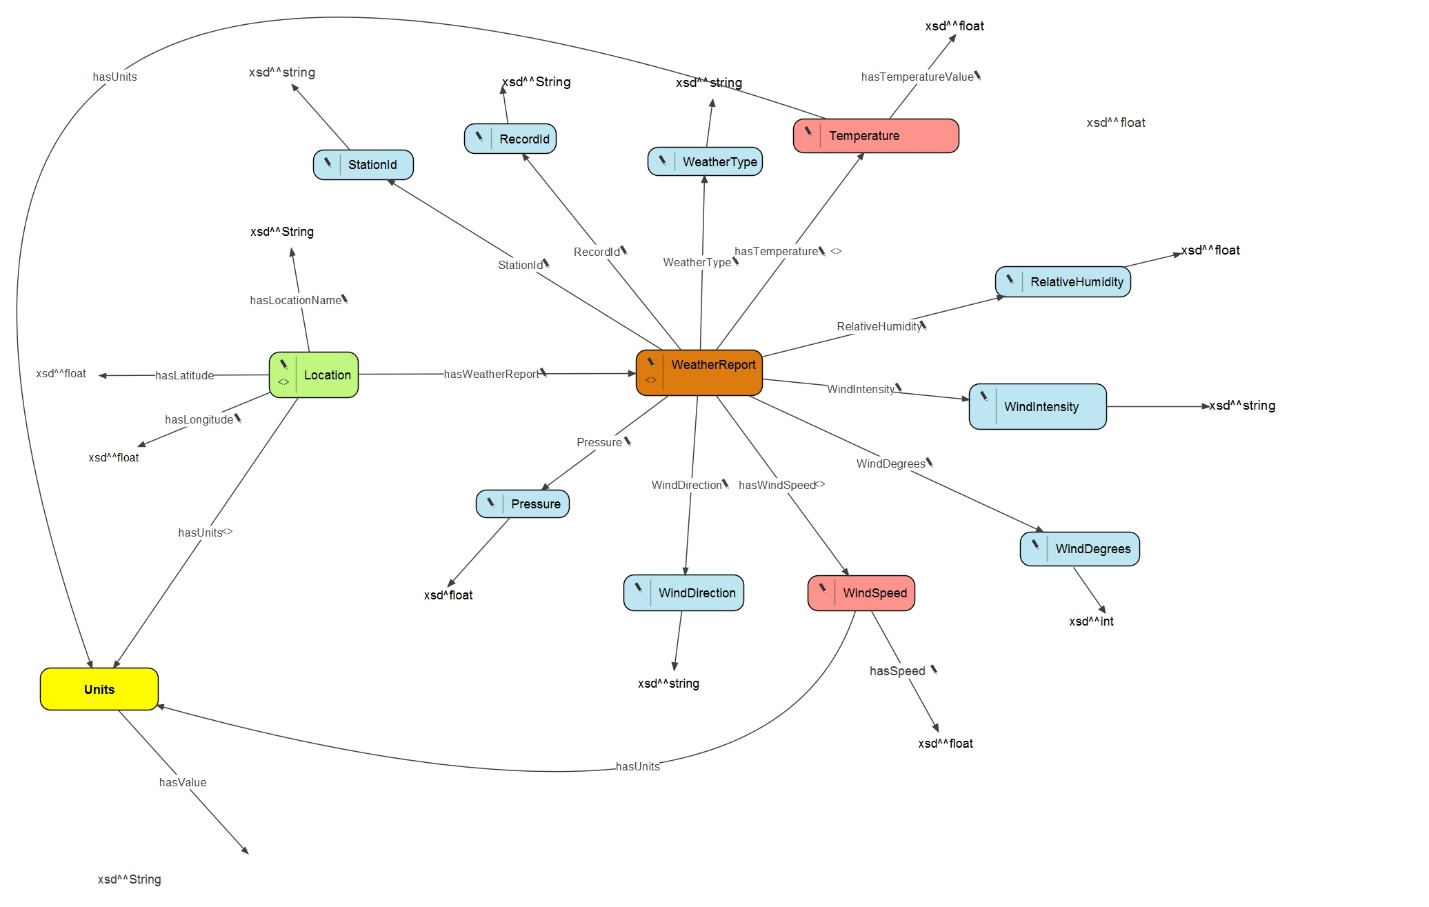 xsd^^float
hasUnits
xsd^^string
xsd^^String
xsd^^string
hasTemperatureValue
xsd^^float
StationId
RecordId
WeatherType
Temperature
xsd^^String
StationId
RecordId
WeatherType
hasTemperature <>
xsd^^float
RelativeHumidity
hasLocationName
RelativeHumidity
xsd^^float
hasLatitude
<>
Location
hasWeatherReport
WeatherReport
<>
WindIntensity
WindIntensity
xsd^^string
hasLongitude
xsd^^float
Pressure
WindDirection
hasWindSpeed<>
WindDegrees
Pressure
hasUnits<>
WindDegrees
xsd^float
WindDirection
WindSpeed
xsd^^int
Units
xsd^^string
hasSpeed
xsd^^float
hasUnits
hasValue
xsd^^String